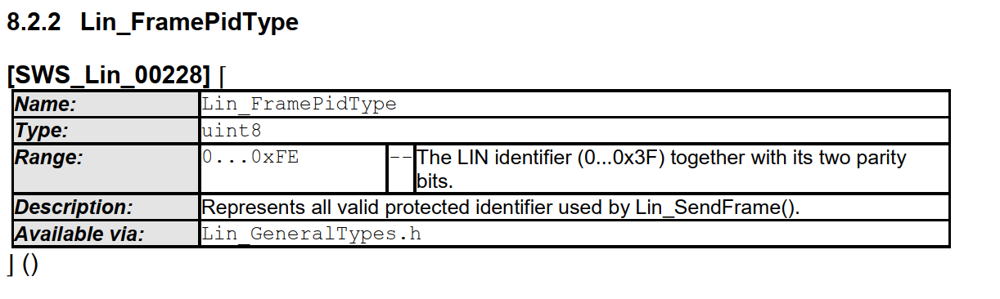 8.2.2 Lin_FramePidType
[SWS_Lin_00228] ⌈
Name: Lin_FramePidType
Type: uint8
Range: 0...0xFE -- The LIN identifier (0...0x3F) together with its two parity
bits.
Description: Represents all valid protected identifier used by Lin_SendFrame().
Available via: Lin_GeneralTypes.h
⌋ ()